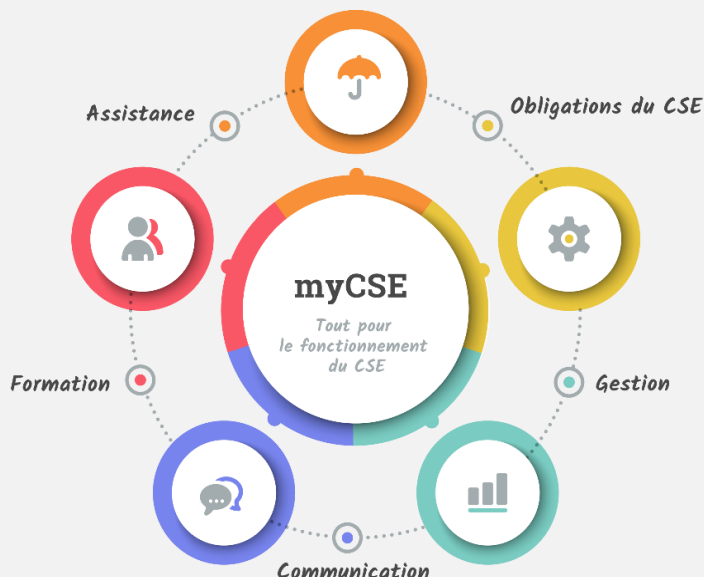 Assistance
Obligations du CSE
myCSE
Tout pour
le fonctionnement
du CSE
Formation
Gestion
Communication